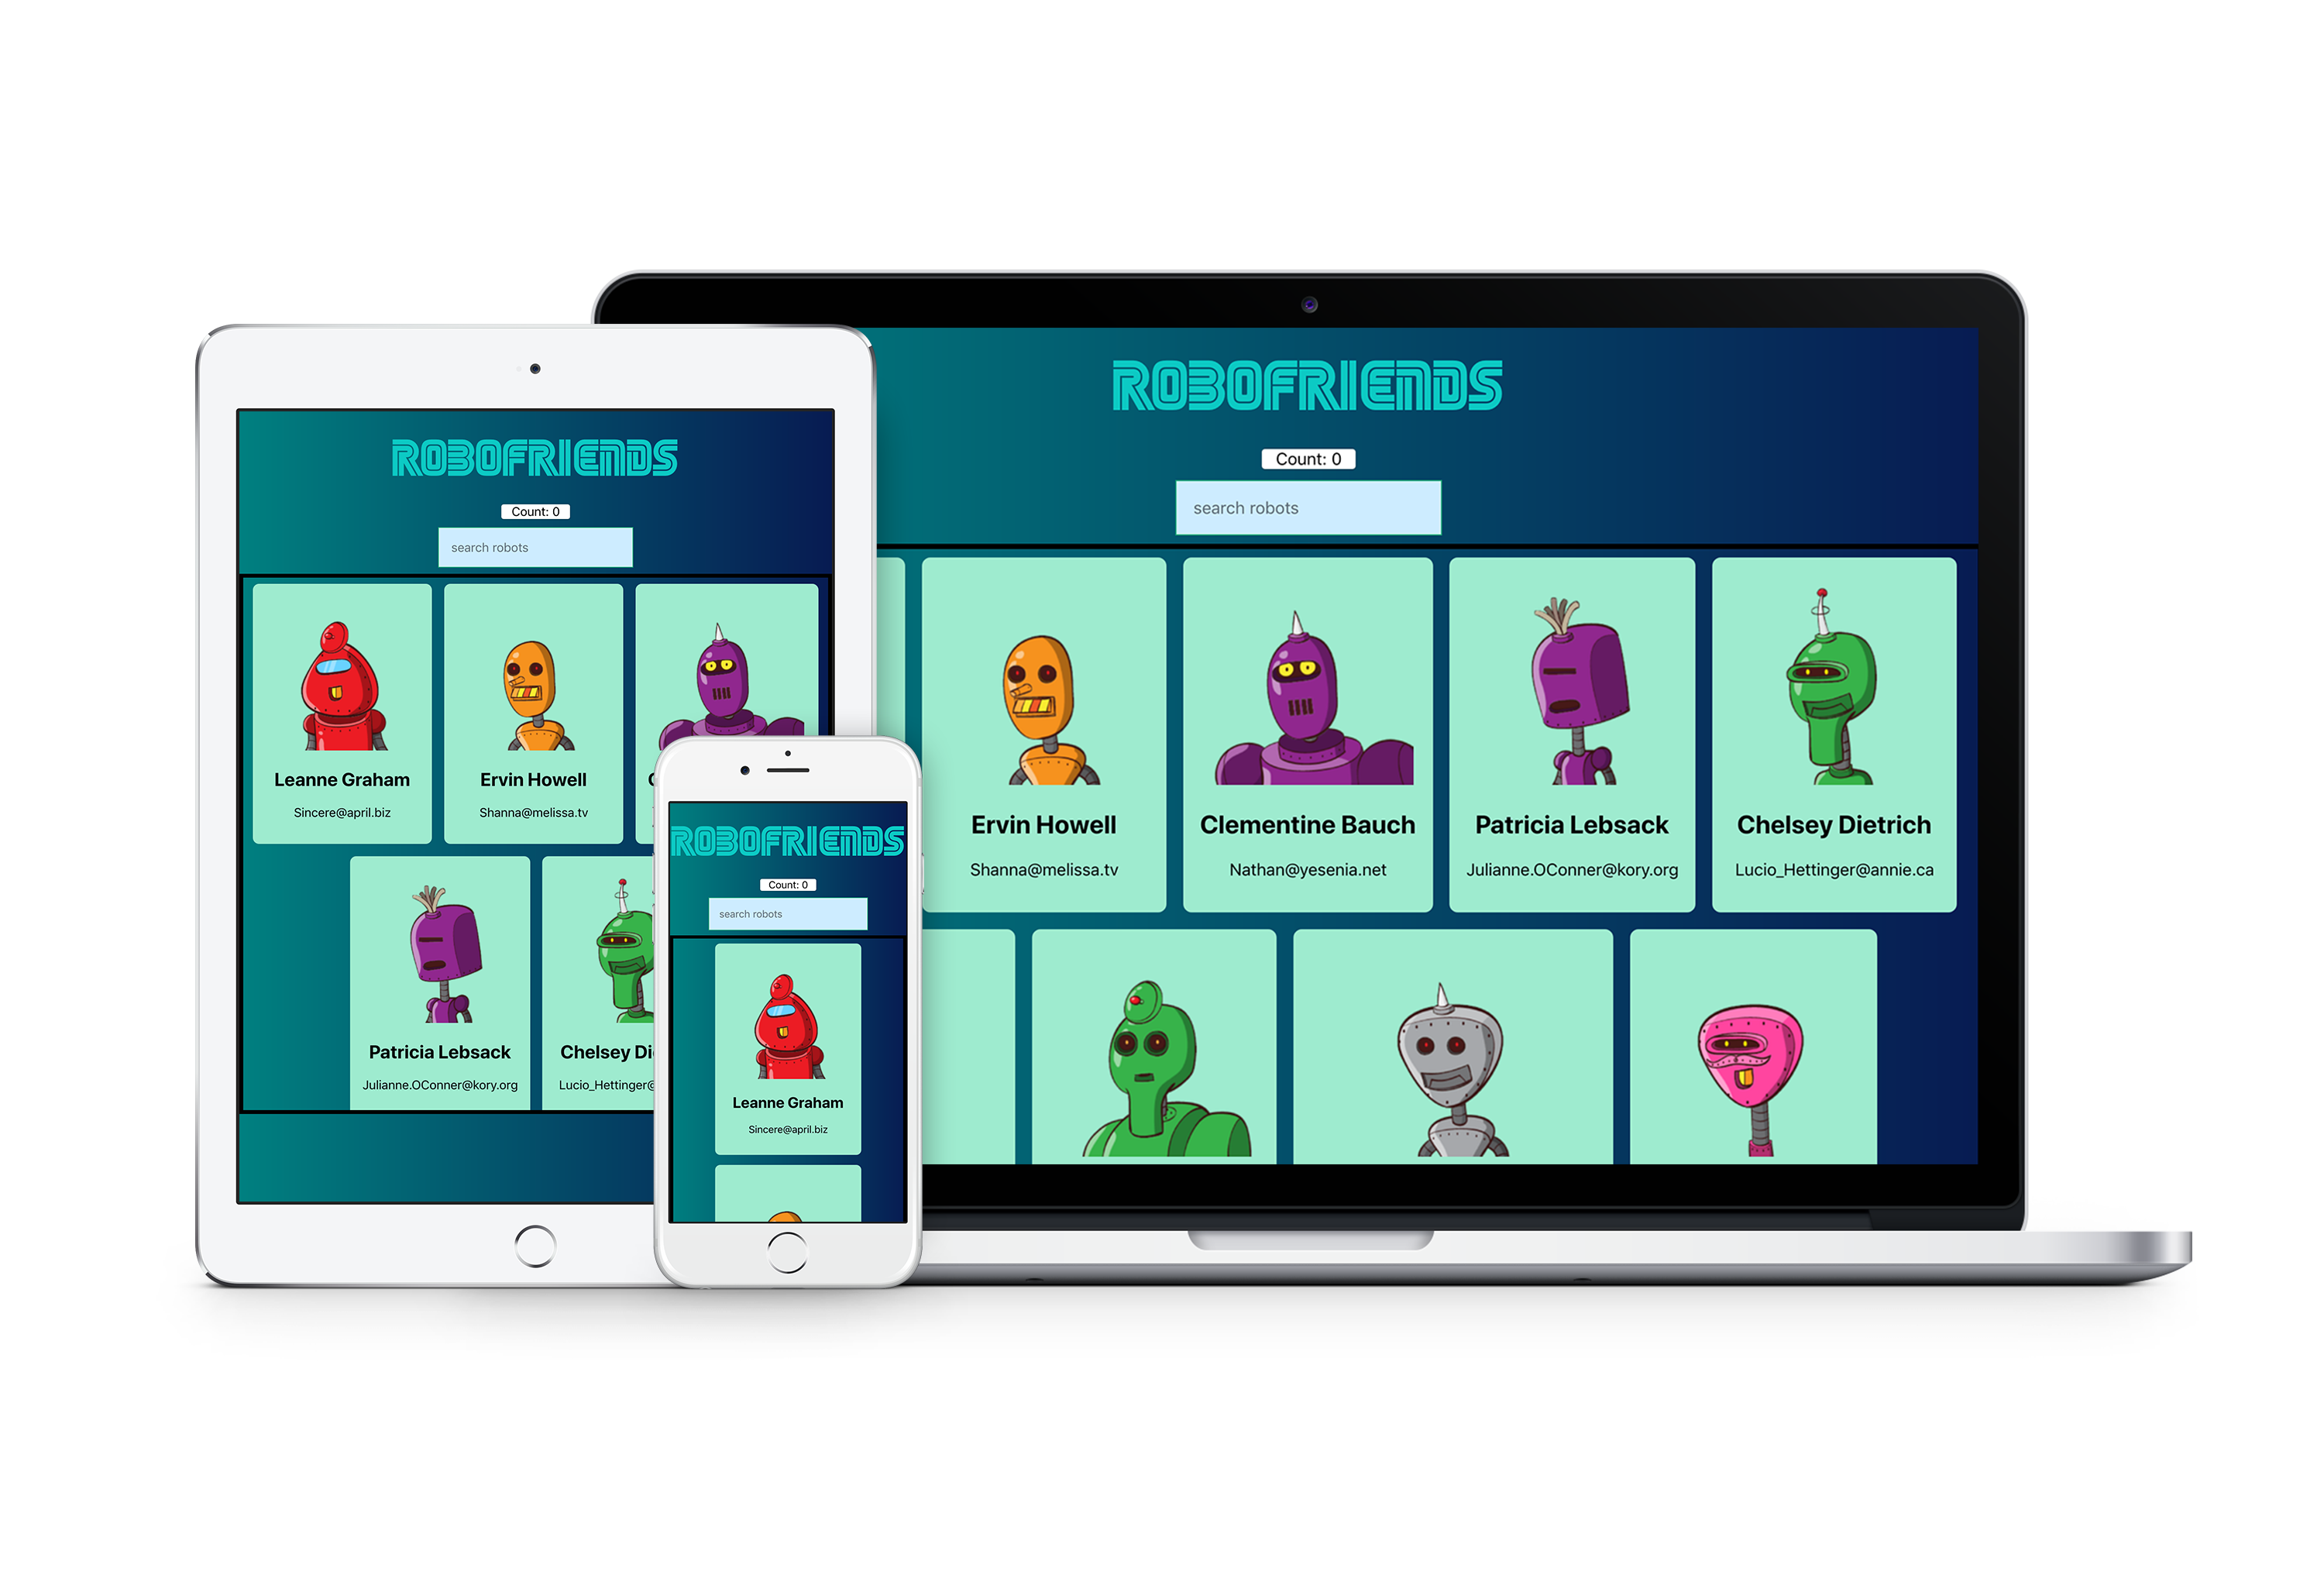 ROBOFRIENDS
Count: 0
search robots
Leanne Graham
Sincere@april.biz
Ervin Howell
Shanna@melissa.tv
Patricia Lebsack
Julianne.OConner@kory.org
Chelsey Di
Lucio_Hettinger@
ROBOFRIENDS
Count: 0
search robots
Leanne Graham
Sincere@april.biz
ROBOFRIENDS
Count: 0
search robots
Ervin Howell
Shanna@melissa.tv
Clementine Bauch
Nathan@yesenia.net
Patricia Lebsack
Julianne.OConner@kory.org
Chelsey Dietrich
Lucio_Hettinger@annie.ca